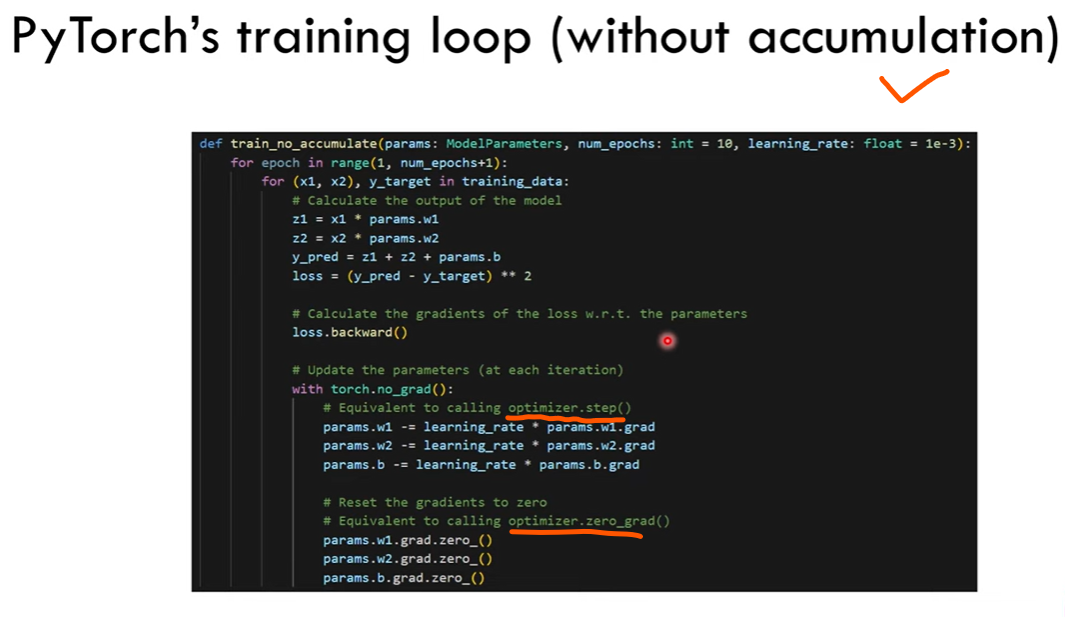 PyTorch's training loop (without accumulation)
def train_no_accumulate(params: ModelParameters, num_epochs: int = 10, learning_rate: float = 1e-3):
for epoch in range(1, num_epochs+1):
for (x1, x2), y_target in training_data:
# Calculate the output of the model
z1 = x1 * params.w1
z2 = x2 * params.w2
y_pred = z1 + z2 + params.b
loss = (y_pred - y_target) ** 2
# Calculate the gradients of the loss w.r.t. the parameters
loss.backward()
# Update the parameters (at each iteration)
with torch.no_grad():
# Equivalent to calling optimizer.step()
params.w1 -= learning_rate * params.w1.grad
params.w2 -= learning_rate * params.w2.grad
params.b -= learning_rate * params.b.grad
# Reset the gradients to zero
# Equivalent to calling optimizer.zero_grad()
params.w1.grad.zero_()
params.w2.grad.zero_()
params.b.grad.zero_()